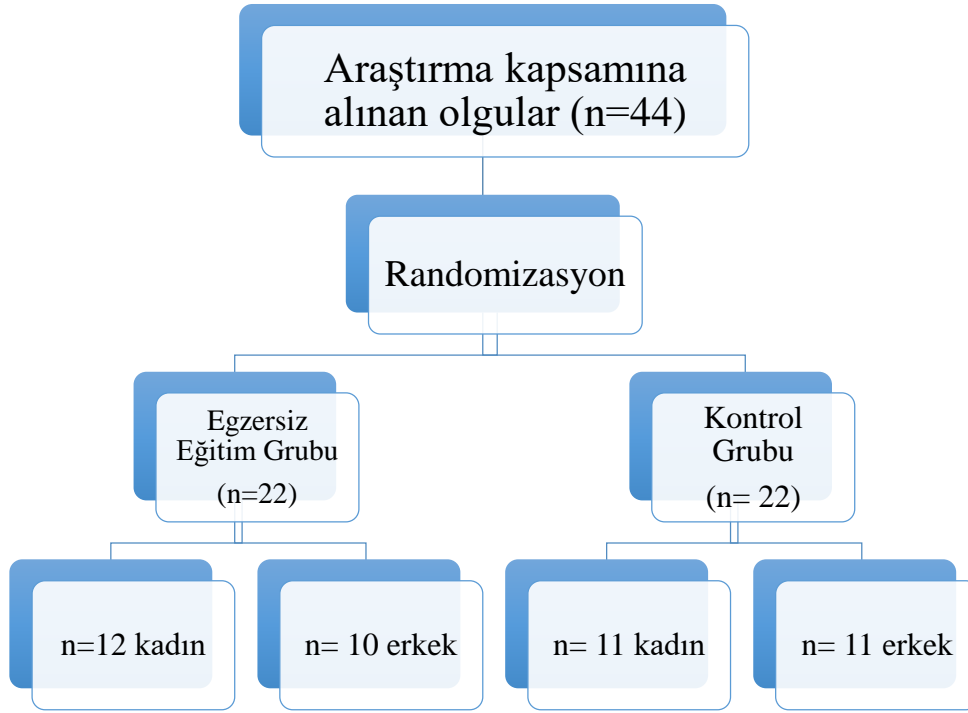 Araştırma kapsamına
alınan olgular (n=44)
Randomizasyon
Egzersiz
Eğitim Grubu
(n=22)
Kontrol
Grubu
(n= 22)
n=12 kadın
n= 10 erkek
n= 11 kadın
n= 11 erkek